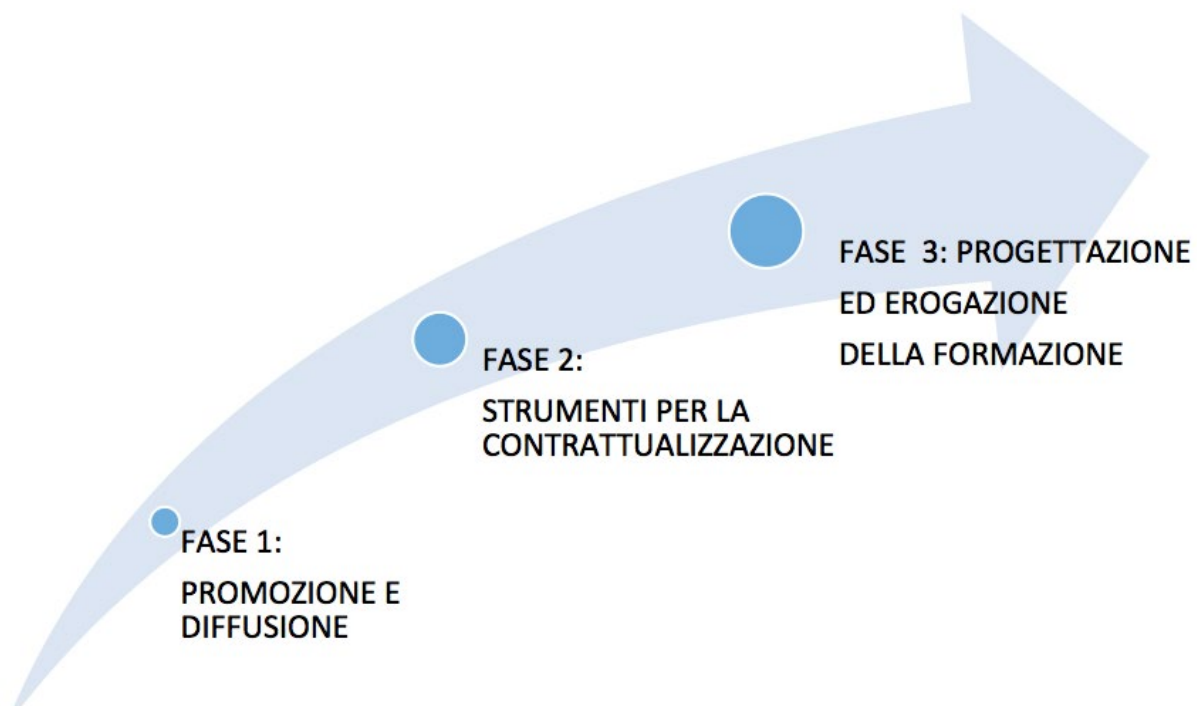 FASE 1:
PROMOZIONE E
DIFFUSIONE
FASE 2:
STRUMENTI PER LA
CONTRATTUALIZZAZIONE
FASE 3: PROGETTAZIONE
ED EROGAZIONE
DELLA FORMAZIONE